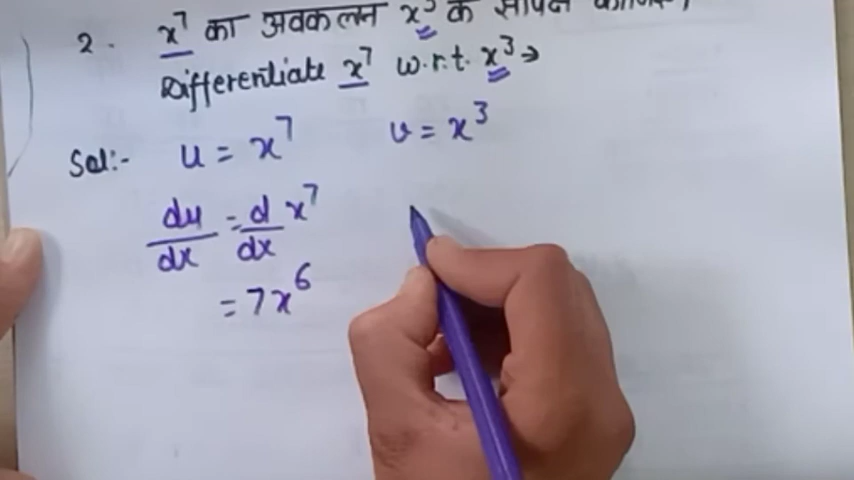 2. x⁷ का अवकलन x³ के सापेक्ष
Differentiate x⁷ w.r.t. x³ →
Sol:- u = x⁷ v = x³
du/dx = d/dx x⁷
= 7x⁶